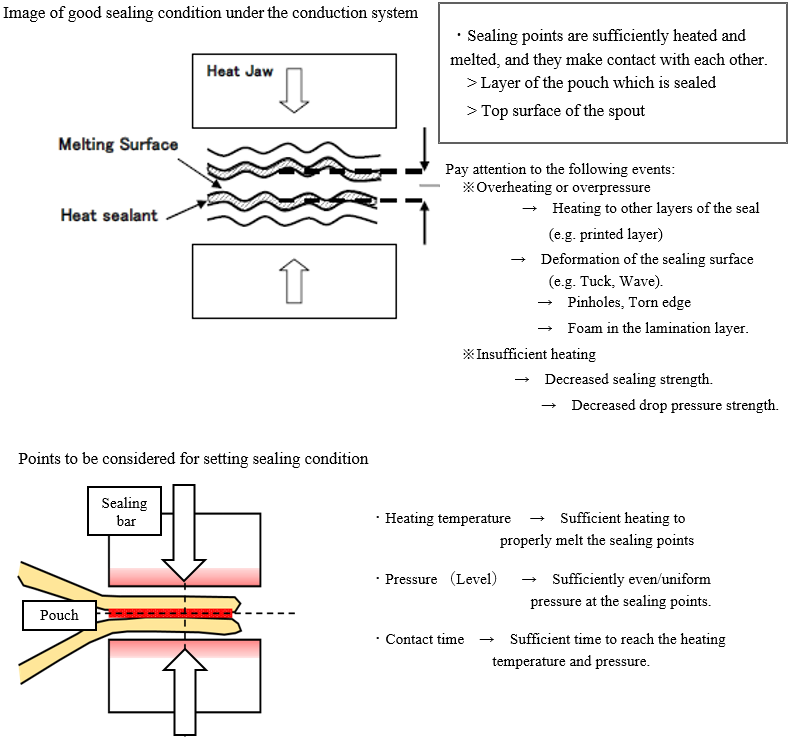 Image of good sealing condition under the conduction system
・Sealing points are sufficiently heated and
melted, and they make contact with each other.
> Layer of the pouch which is sealed
> Top surface of the spout
Heat Jaw
Melting Surface
Heat sealant
Pay attention to the following events:
※Overheating or overpressure
→ Heating to other layers of the seal
(e.g. printed layer)
→ Deformation of the sealing surface
(e.g. Tuck, Wave).
→ Pinholes, Torn edge
→ Foam in the lamination layer.
※Insufficient heating
→ Decreased sealing strength.
→ Decreased drop pressure strength.
Points to be considered for setting sealing condition
Sealing
bar
Pouch
・Heating temperature → Sufficient heating to
properly melt the sealing points
・Pressure （Level） → Sufficiently even/uniform
pressure at the sealing points.
・Contact time → Sufficient time to reach the heating
temperature and pressure.